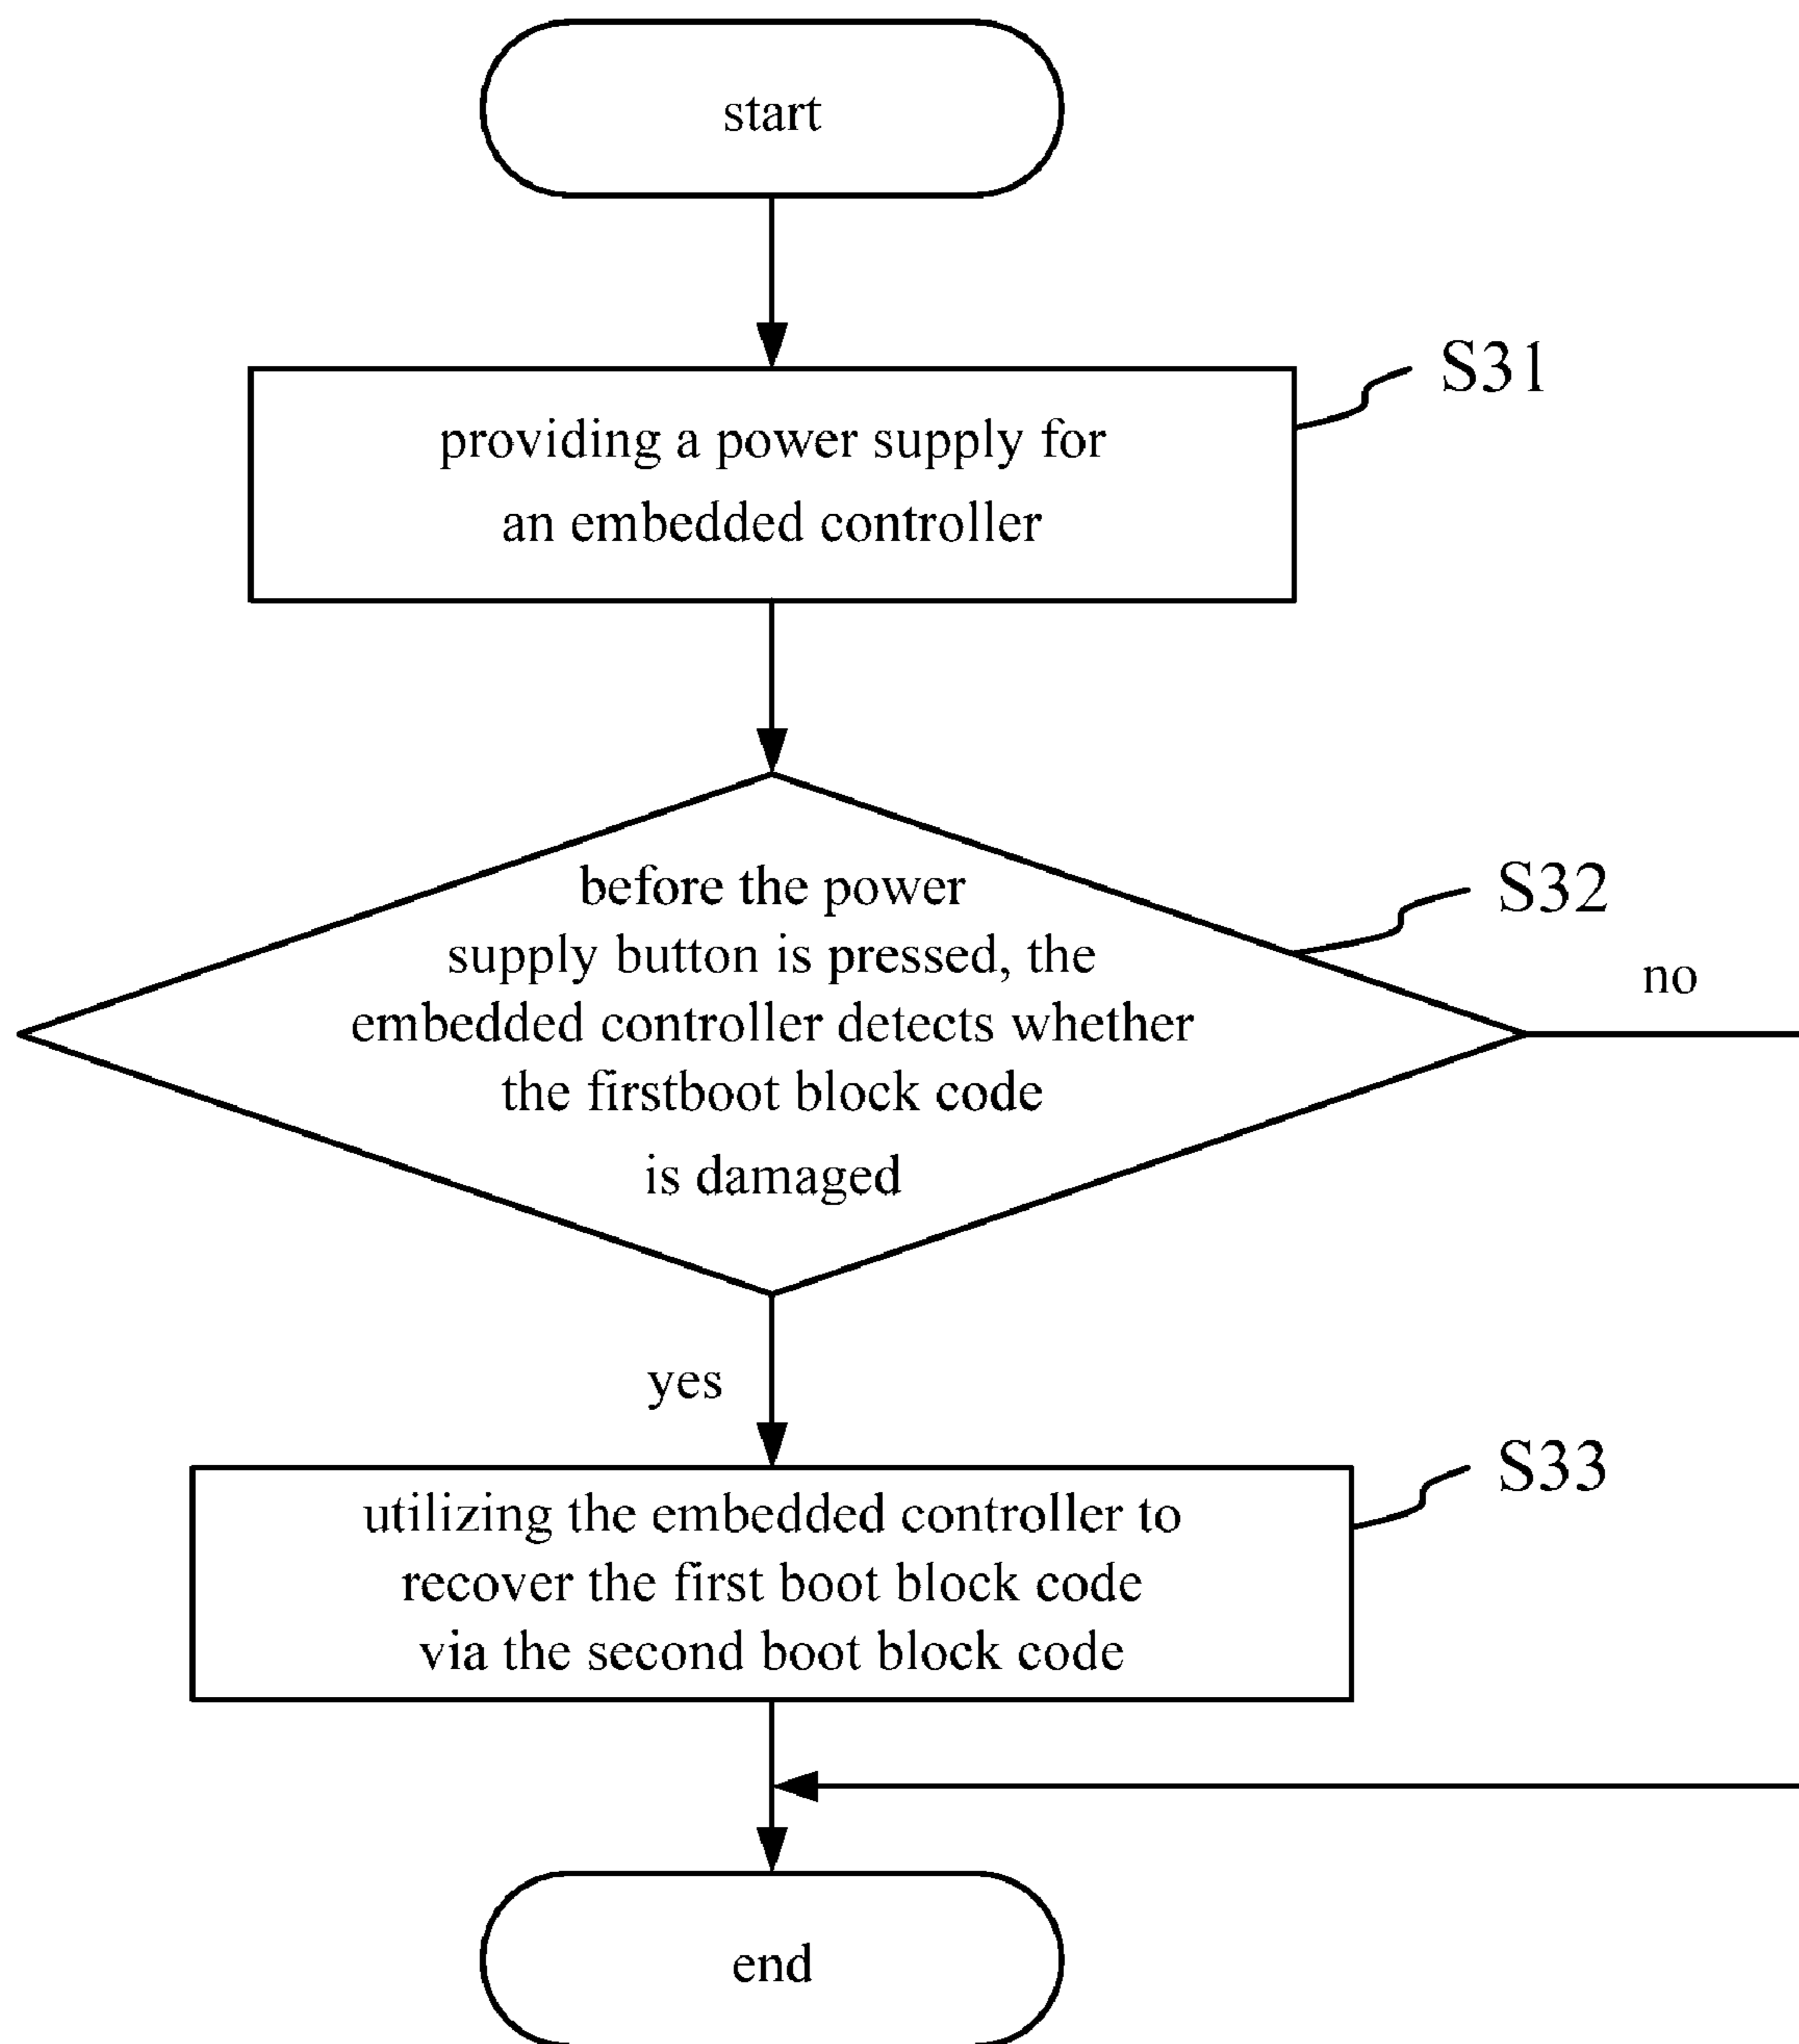 start
S31
providing a power supply for
an embedded controller
before the power
supply button is pressed, the
embedded controller detects whether
the firstboot block code
is damaged
S32
no
yes
S33
utilizing the embedded controller to
recover the first boot block code
via the second boot block code
end